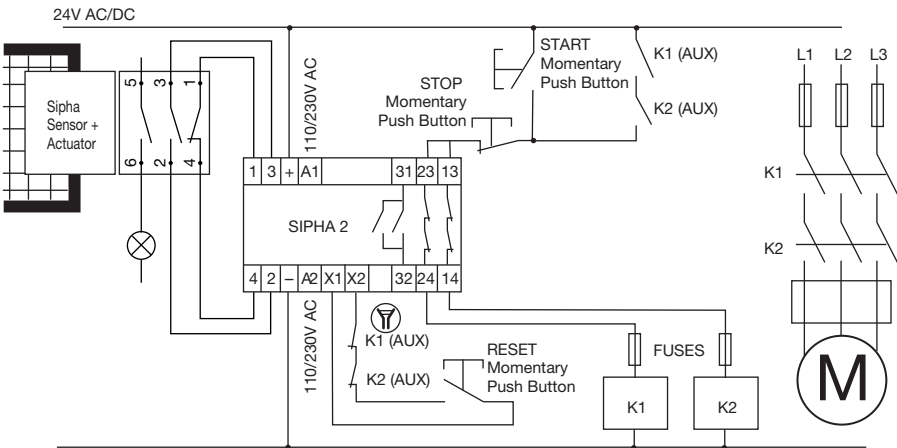 24V AC/DC
Sipha
Sensor +
Actuator
5 3 1
6 2 4
110/230V AC
STOP
Momentary
Push Button
START
Momentary
Push Button
K1 (AUX)
K2 (AUX)
L1 L2 L3
K1
K2
1 3 + A1 31 23 13
SIPHA 2
4 2 – A2 X1 X2 32 24 14
110/230V AC
K1 (AUX)
K2 (AUX)
RESET
Momentary
Push Button
FUSES
K1 K2
M